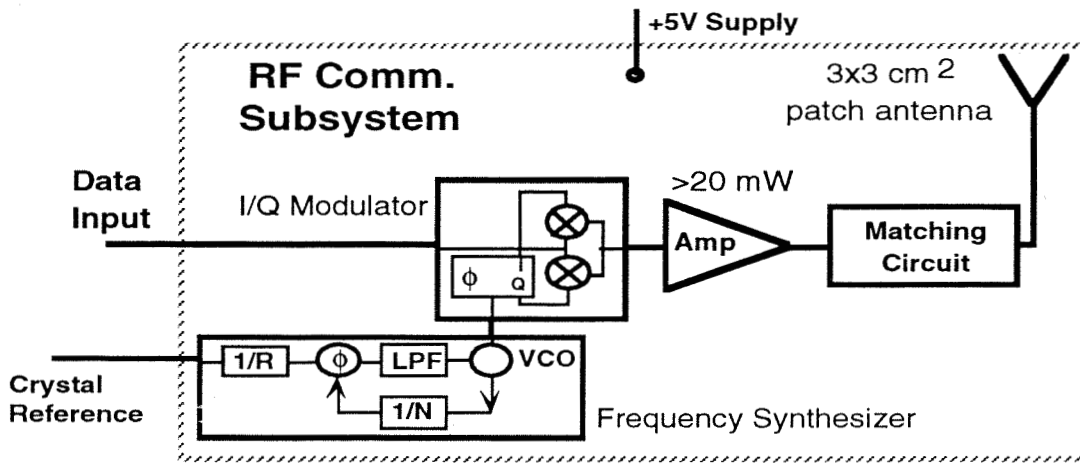 +5V Supply
RF Comm.
Subsystem
3x3 cm 2
patch antenna
Data
Input
I/Q Modulator
>20 mW
Amp
Matching
Circuit
ϕ
Q
1/R
ϕ
LPF
VCO
1/N
Crystal
Reference
Frequency Synthesizer